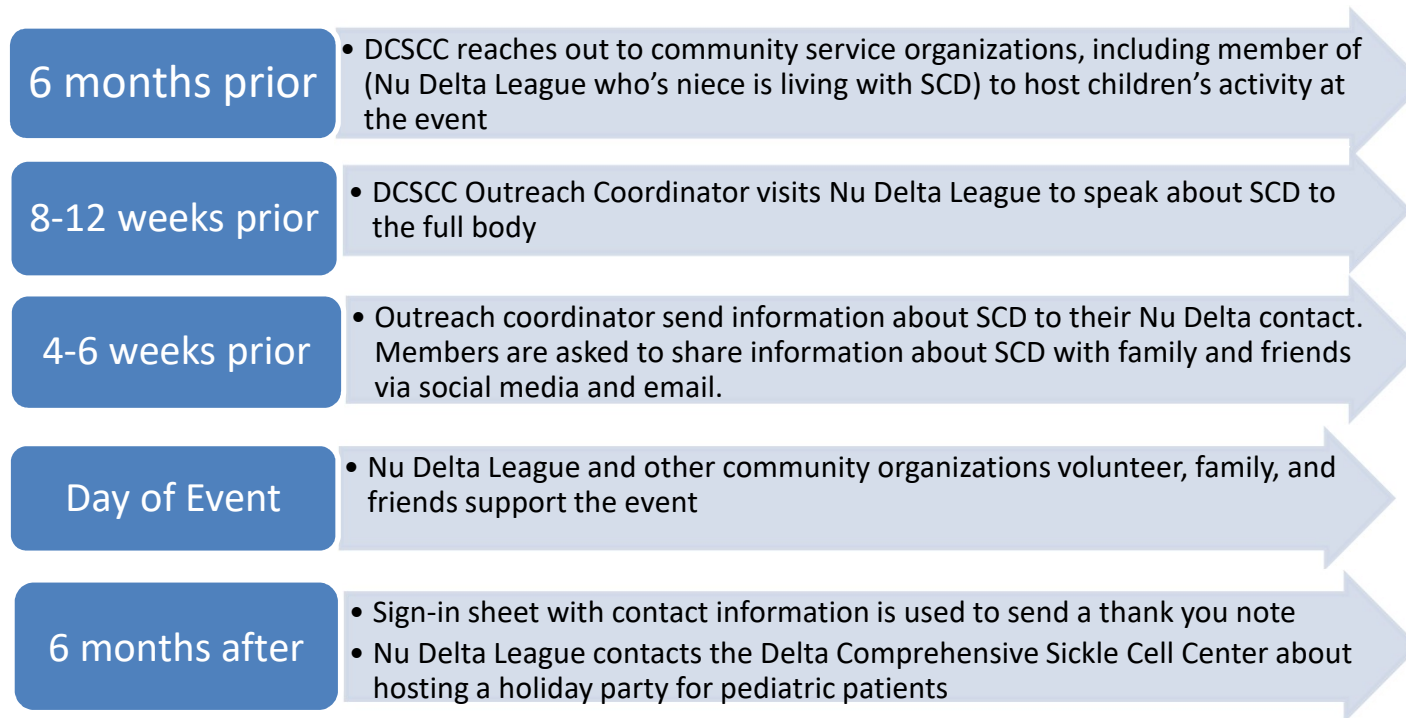 6 months prior
• DCSCC reaches out to community service organizations, including member of
(Nu Delta League who's niece is living with SCD) to host children's activity at
the event
8-12 weeks prior
• DCSCC Outreach Coordinator visits Nu Delta League to speak about SCD to
the full body
4-6 weeks prior
• Outreach coordinator send information about SCD to their Nu Delta contact.
Members are asked to share information about SCD with family and friends
via social media and email.
Day of Event
• Nu Delta League and other community organizations volunteer, family, and
friends support the event
6 months after
• Sign-in sheet with contact information is used to send a thank you note
• Nu Delta League contacts the Delta Comprehensive Sickle Cell Center about
hosting a holiday party for pediatric patients